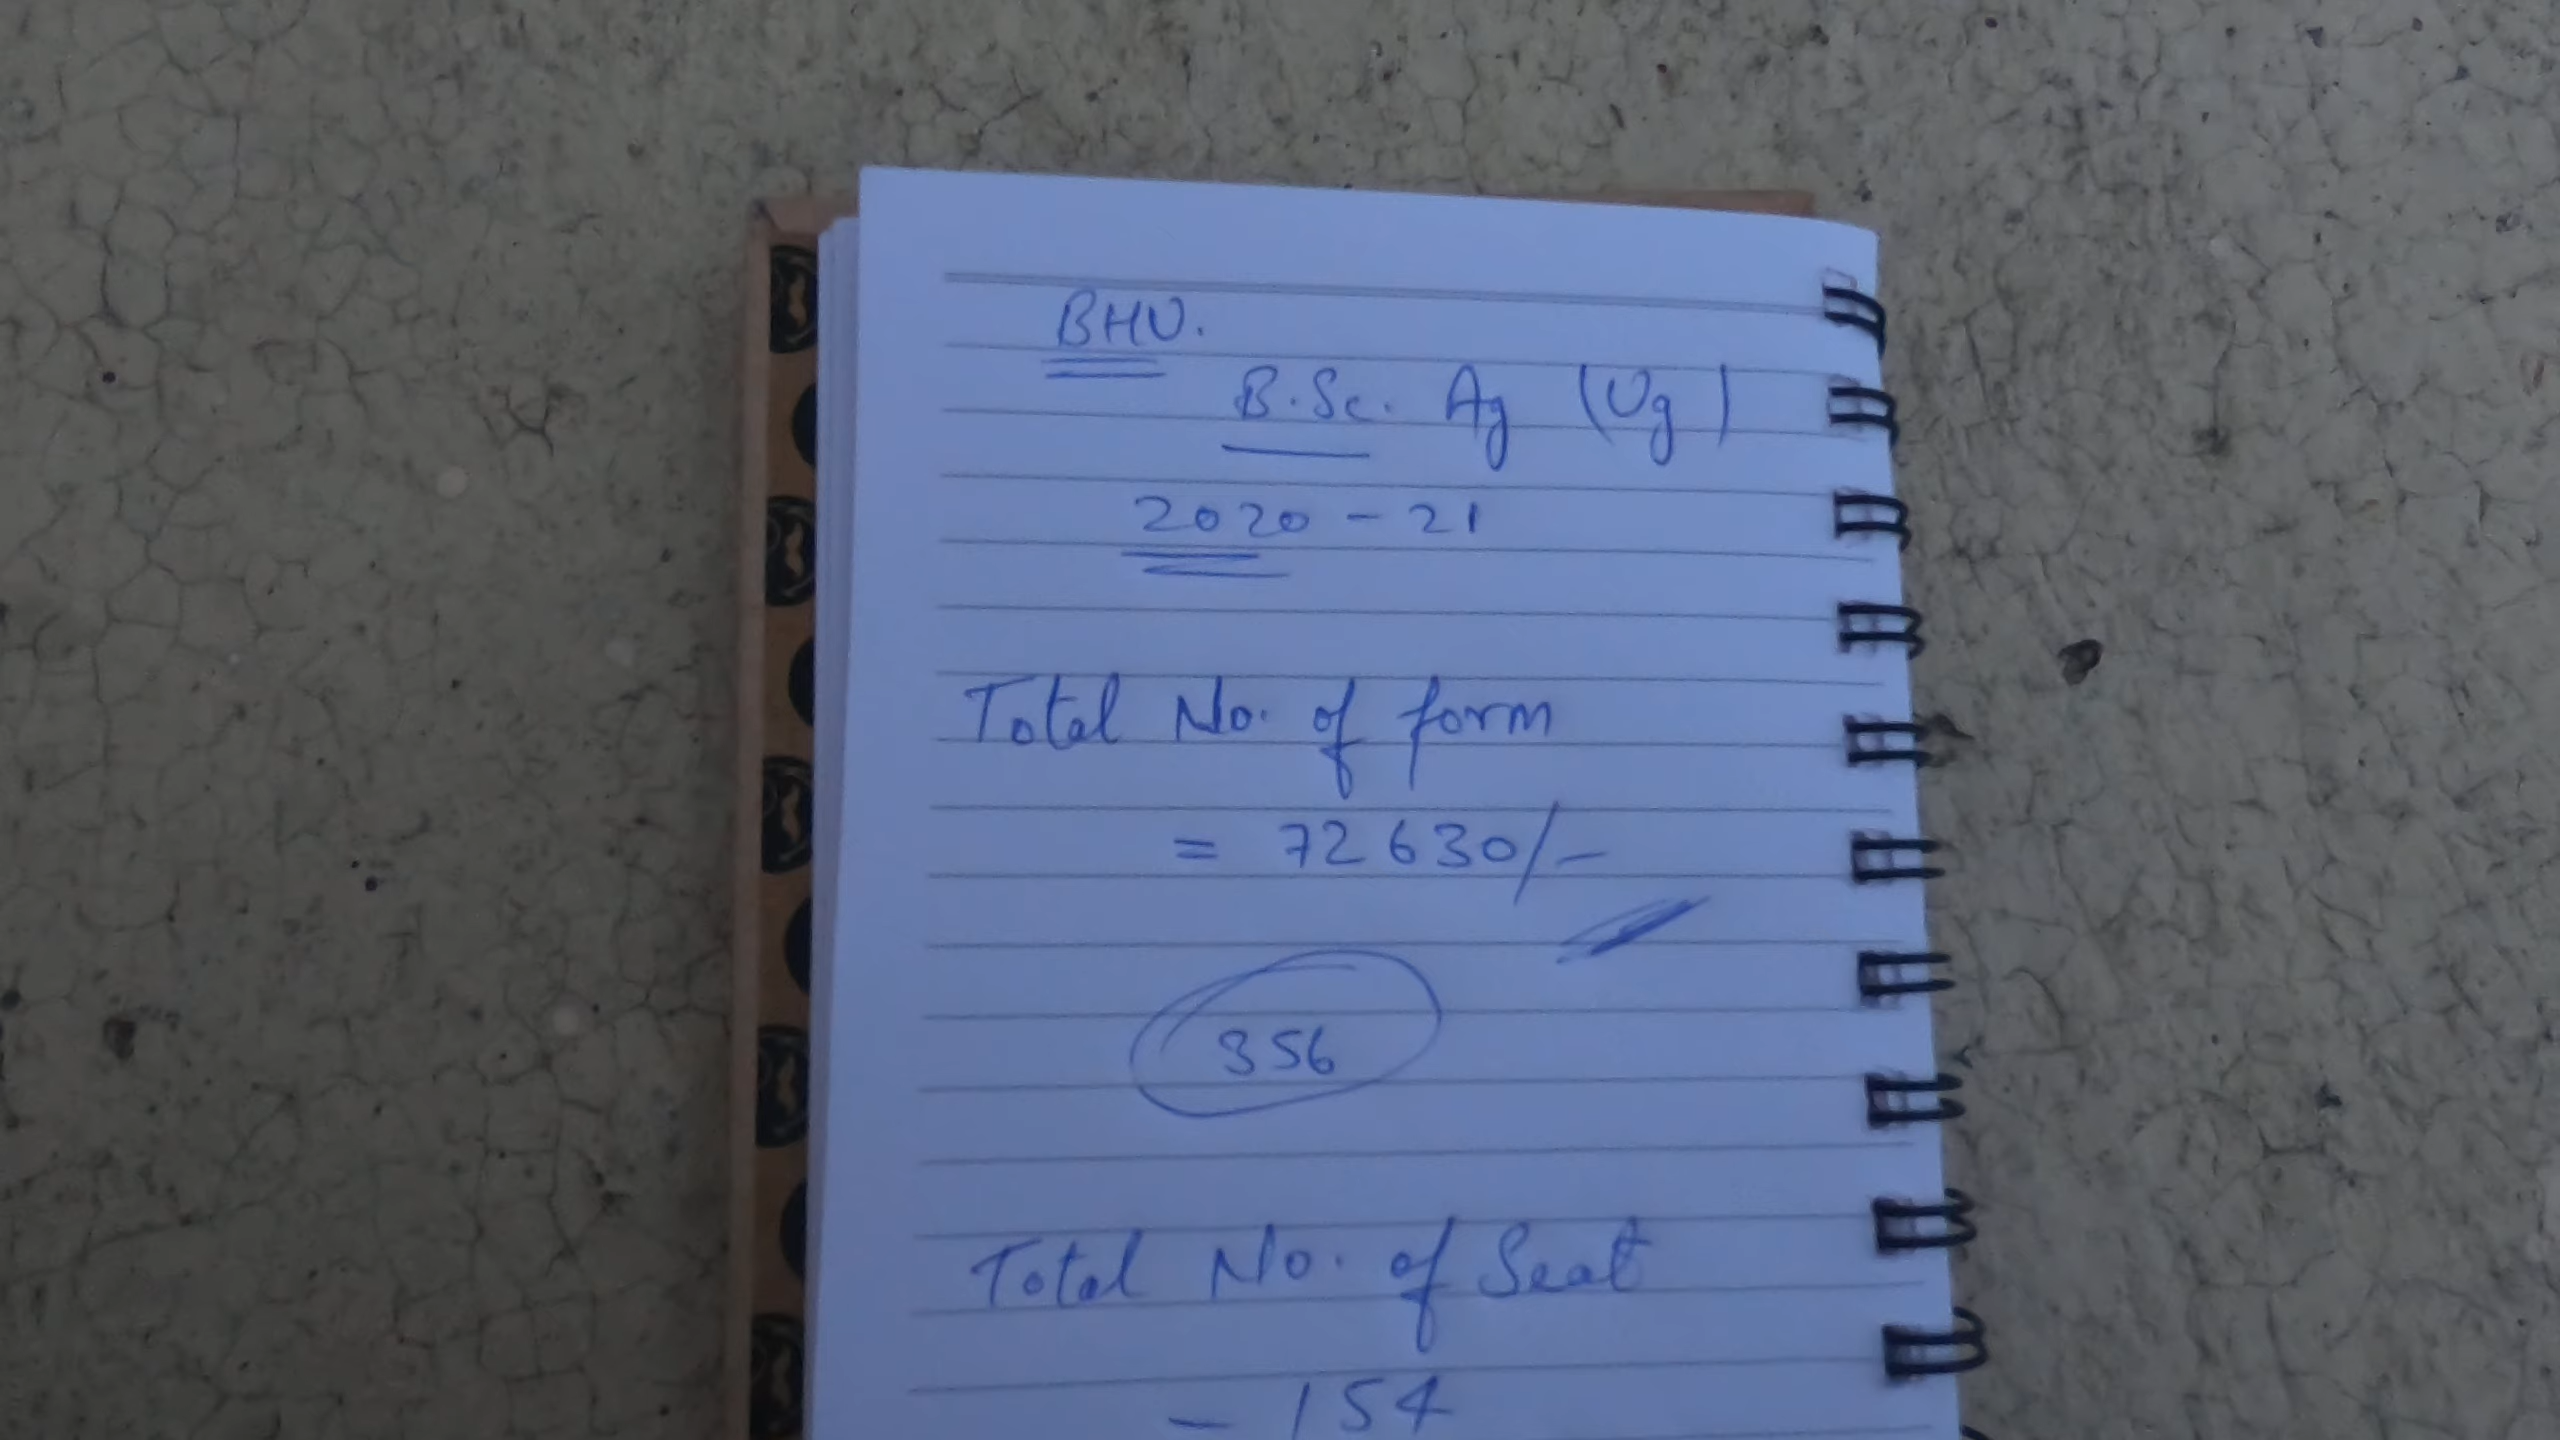 BHU.
B.Sc. Ag (Ug)
2020 - 21
Total No. of form
= 72630/-
356
Total No. of Seat
- 154